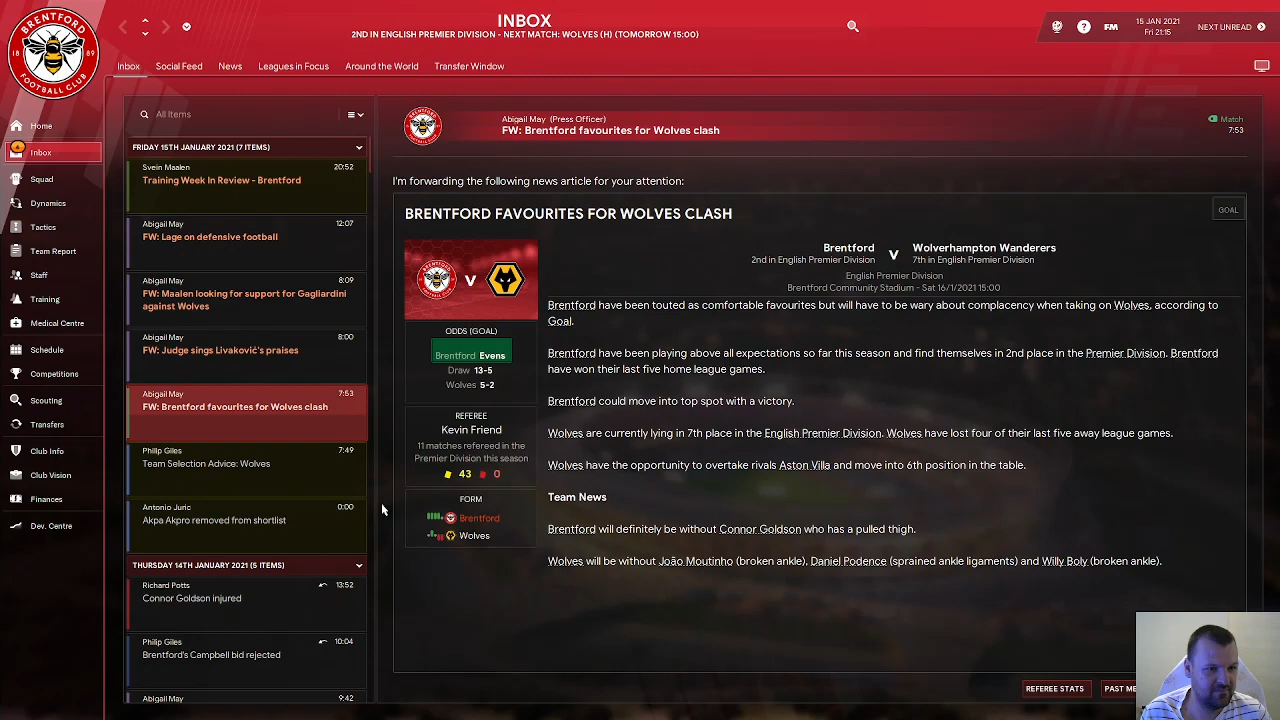 BRENTFORD
18 89
FOOTBALL CLUB
INBOX
2ND IN ENGLISH PREMIER DIVISION - NEXT MATCH: WOLVES (H) (TOMORROW 15:00)
FM
15 JAN 2021
Fri 21:15
NEXT UNREAD
Inbox
Social Feed
News
Leagues in Focus
Around the World
Transfer Window
Home
Inbox
Squad
Dynamics
Tactics
Team Report
Staff
Training
Medical Centre
Schedule
Competitions
Scouting
Transfers
Club Info
Club Vision
Finances
Dev. Centre
All Items
FRIDAY 15TH JANUARY 2021 (7 ITEMS)
Svein Maalen 20:52
Training Week In Review - Brentford
Abigail May 12:07
FW: Lage on defensive football
Abigail May 8:09
FW: Maalen looking for support for Gagliardini
against Wolves
Abigail May 8:00
FW: Judge sings Livaković's praises
Abigail May 7:53
FW: Brentford favourites for Wolves clash
Philip Giles 7:49
Team Selection Advice: Wolves
Antonio Juric 0:00
Akpa Akpro removed from shortlist
THURSDAY 14TH JANUARY 2021 (5 ITEMS)
Richard Potts 13:52
Connor Goldson injured
Philip Giles 10:04
Brentford's Campbell bid rejected
Abigail May 9:42
Abigail May (Press Officer)
FW: Brentford favourites for Wolves clash
Match
7:53
I'm forwarding the following news article for your attention:
BRENTFORD FAVOURITES FOR WOLVES CLASH
GOAL
V
Brentford V Wolverhampton Wanderers
2nd in English Premier Division 7th in English Premier Division
English Premier Division
Brentford Community Stadium - Sat 16/1/2021 15:00
ODDS (GOAL)
Brentford Evens
Draw 13-5
Wolves 5-2
REFEREE
Kevin Friend
11 matches refereed in the
Premier Division this season
43 0
FORM
Brentford
Wolves
Brentford have been touted as comfortable favourites but will have to be wary about complacency when taking on Wolves, according to
Goal.
Brentford have been playing above all expectations so far this season and find themselves in 2nd place in the Premier Division. Brentford
have won their last five home league games.
Brentford could move into top spot with a victory.
Wolves are currently lying in 7th place in the English Premier Division. Wolves have lost four of their last five away league games.
Wolves have the opportunity to overtake rivals Aston Villa and move into 6th position in the table.
Team News
Brentford will definitely be without Connor Goldson who has a pulled thigh.
Wolves will be without João Moutinho (broken ankle), Daniel Podence (sprained ankle ligaments) and Willy Boly (broken ankle).
REFEREE STATS
PAST ME